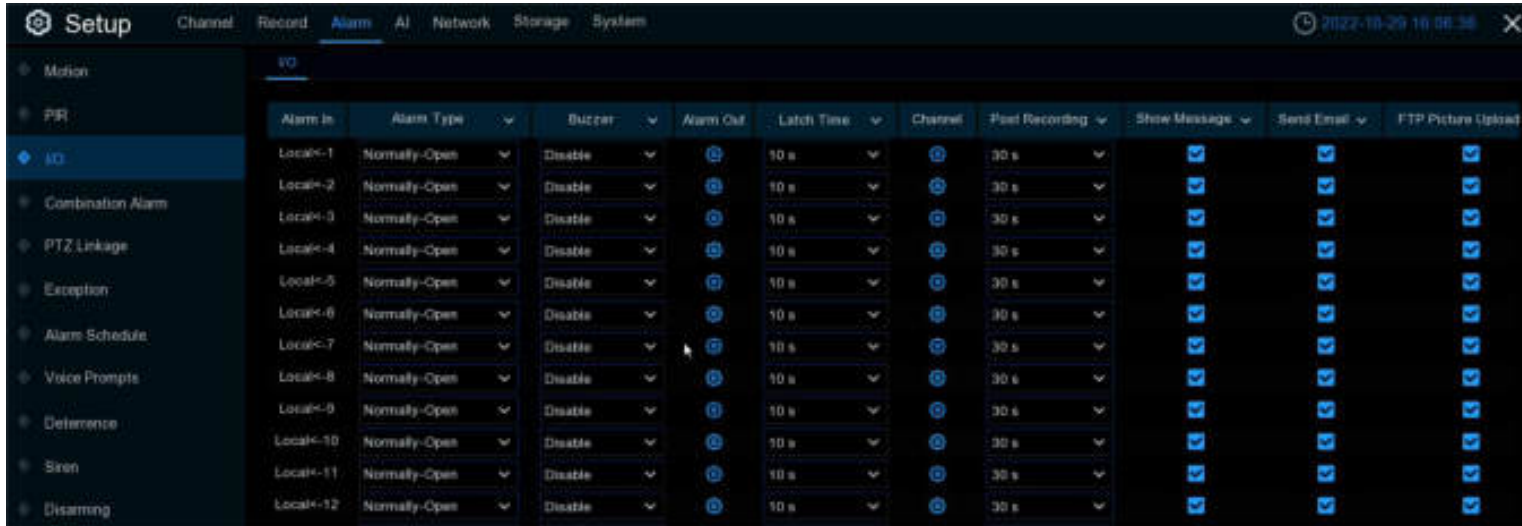 Setup Channel Record Alarm AI Network Storage System 2022-10-29 16:06:36
Motion
I/O
PIR
Alarm In Alarm Type Buzzer Alarm Out Latch Time Channel Post Recording Show Message Send Email FTP Picture Upload
I/O
Local<-1 Normally-Open Disable 10 s 30 s
Local<-2 Normally-Open Disable 10 s 30 s
Combination Alarm
Local<-3 Normally-Open Disable 10 s 30 s
PTZ Linkage
Local<-4 Normally-Open Disable 10 s 30 s
Exception
Local<-5 Normally-Open Disable 10 s 30 s
Local<-6 Normally-Open Disable 10 s 30 s
Alarm Schedule
Local<-7 Normally-Open Disable 10 s 30 s
Voice Prompts
Local<-8 Normally-Open Disable 10 s 30 s
Local<-9 Normally-Open Disable 10 s 30 s
Deterrence
Local<-10 Normally-Open Disable 10 s 30 s
Siren
Local<-11 Normally-Open Disable 10 s 30 s
Disarming
Local<-12 Normally-Open Disable 10 s 30 s